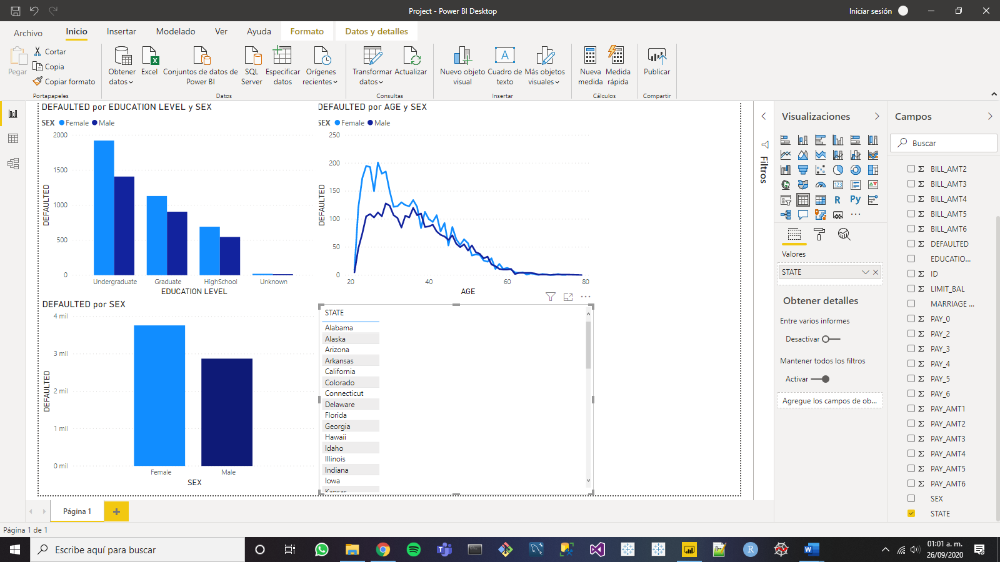 Project - Power BI Desktop
Iniciar sesión
Archivo
Inicio
Insertar
Modelado
Ver
Ayuda
Formato
Datos y detalles
Pegar
Cortar
Copia
Copiar formato
Portapapeles
Obtener
datos
Excel
Conjuntos de datos de
Power BI
SQL
Server
Especificar
datos
Orígenes
recientes
Datos
Transformar
datos
Actualizar
Consultas
Nuevo objeto
visual
Cuadro de
texto
Más objetos
visuales
Insertar
Nueva
medida
Medida
rápida
Cálculos
Publicar
Compartir
DEFAULTED por EDUCATION LEVEL y SEX
SEX Female Male
2000
1500
1000
500
0
DEFAULTED
Undergraduate
Graduate
HighSchool
Unknown
EDUCATION LEVEL
DEFAULTED por AGE y SEX
SEX Female Male
250
200
150
100
50
0
DEFAULTED
20
40
60
80
AGE
DEFAULTED por SEX
4 mil
3 mil
2 mil
1 mil
0 mil
DEFAULTED
Female
Male
SEX
STATE
Alabama
Alaska
Arizona
Arkansas
California
Colorado
Connecticut
Delaware
Florida
Georgia
Hawaii
Idaho
Illinois
Indiana
Iowa
Kansas
Filtros
Visualizaciones
123
R
Py
Valores
STATE
Obtener detalles
Entre varios informes
Desactivar
Mantener todos los filtros
Activar
Agregue los campos de ob...
Campos
Buscar
Σ BILL_AMT2
Σ BILL_AMT3
Σ BILL_AMT4
Σ BILL_AMT5
Σ BILL_AMT6
Σ DEFAULTED
EDUCATIO...
Σ ID
Σ LIMIT_BAL
MARRIAGE ...
Σ PAY_0
Σ PAY_2
Σ PAY_3
Σ PAY_4
Σ PAY_5
Σ PAY_6
Σ PAY_AMT1
Σ PAY_AMT2
Σ PAY_AMT3
Σ PAY_AMT4
Σ PAY_AMT5
Σ PAY_AMT6
SEX
STATE
Página 1
Página 1 de 1
Escribe aquí para buscar
01:01 a. m.
26/09/2020